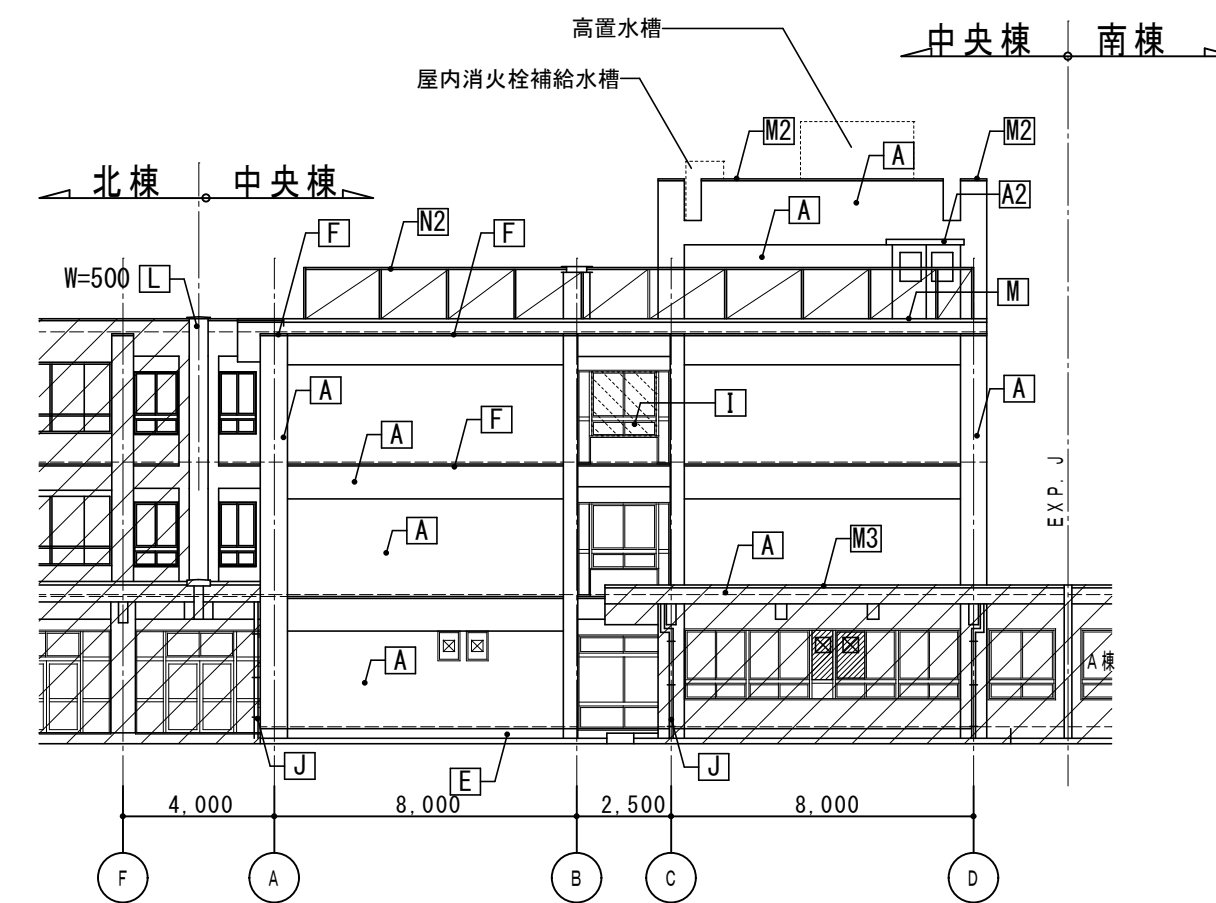 高置水槽
中央棟 南棟
屋内消火栓補給水槽
M2
M2
A
北棟 中央棟
A2
A
N2
F
F
W=500 L
M
A
A
I
F
A
EXP. J
A
A
M3
A
A棟
J
J
E
4,000 8,000 2,500 8,000
F A B C D